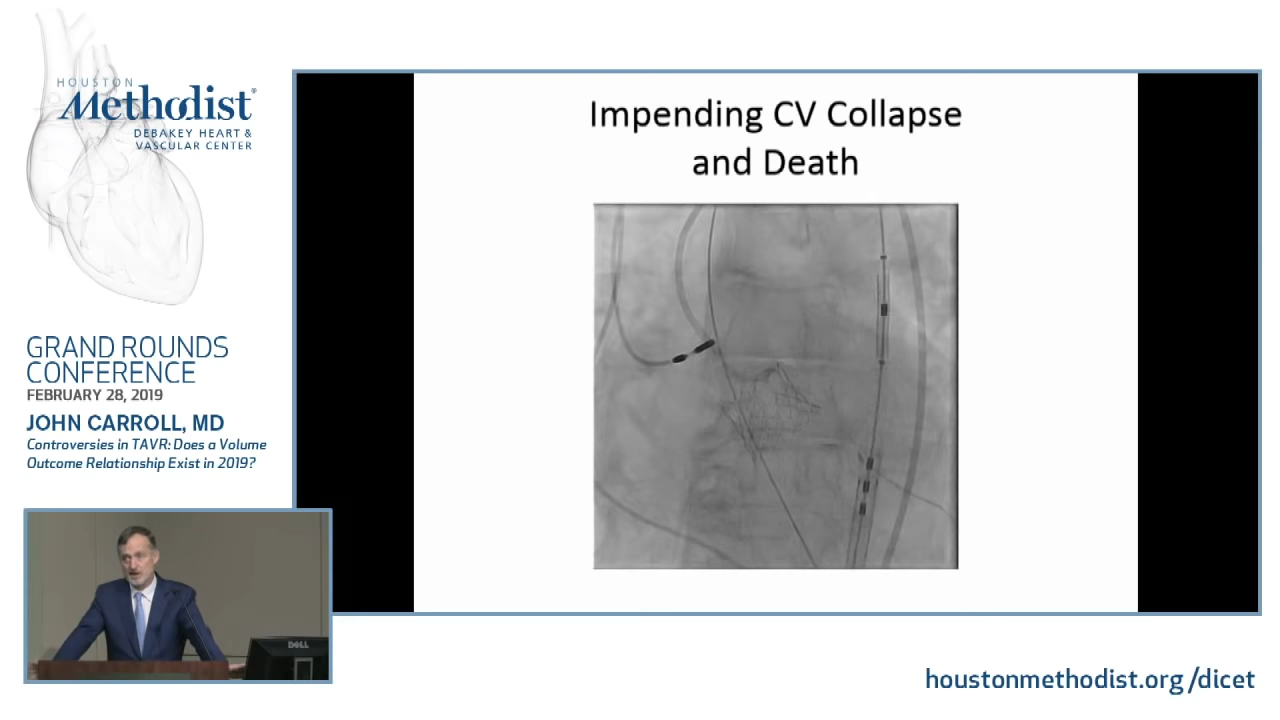 HOUSTON
Methodist®
DEBAKEY HEART &
VASCULAR CENTER
GRAND ROUNDS
CONFERENCE
FEBRUARY 28, 2019
JOHN CARROLL, MD
Controversies in TAVR: Does a Volume
Outcome Relationship Exist in 2019?
Impending CV Collapse
and Death
DELL
houstonmethodist.org/dicet